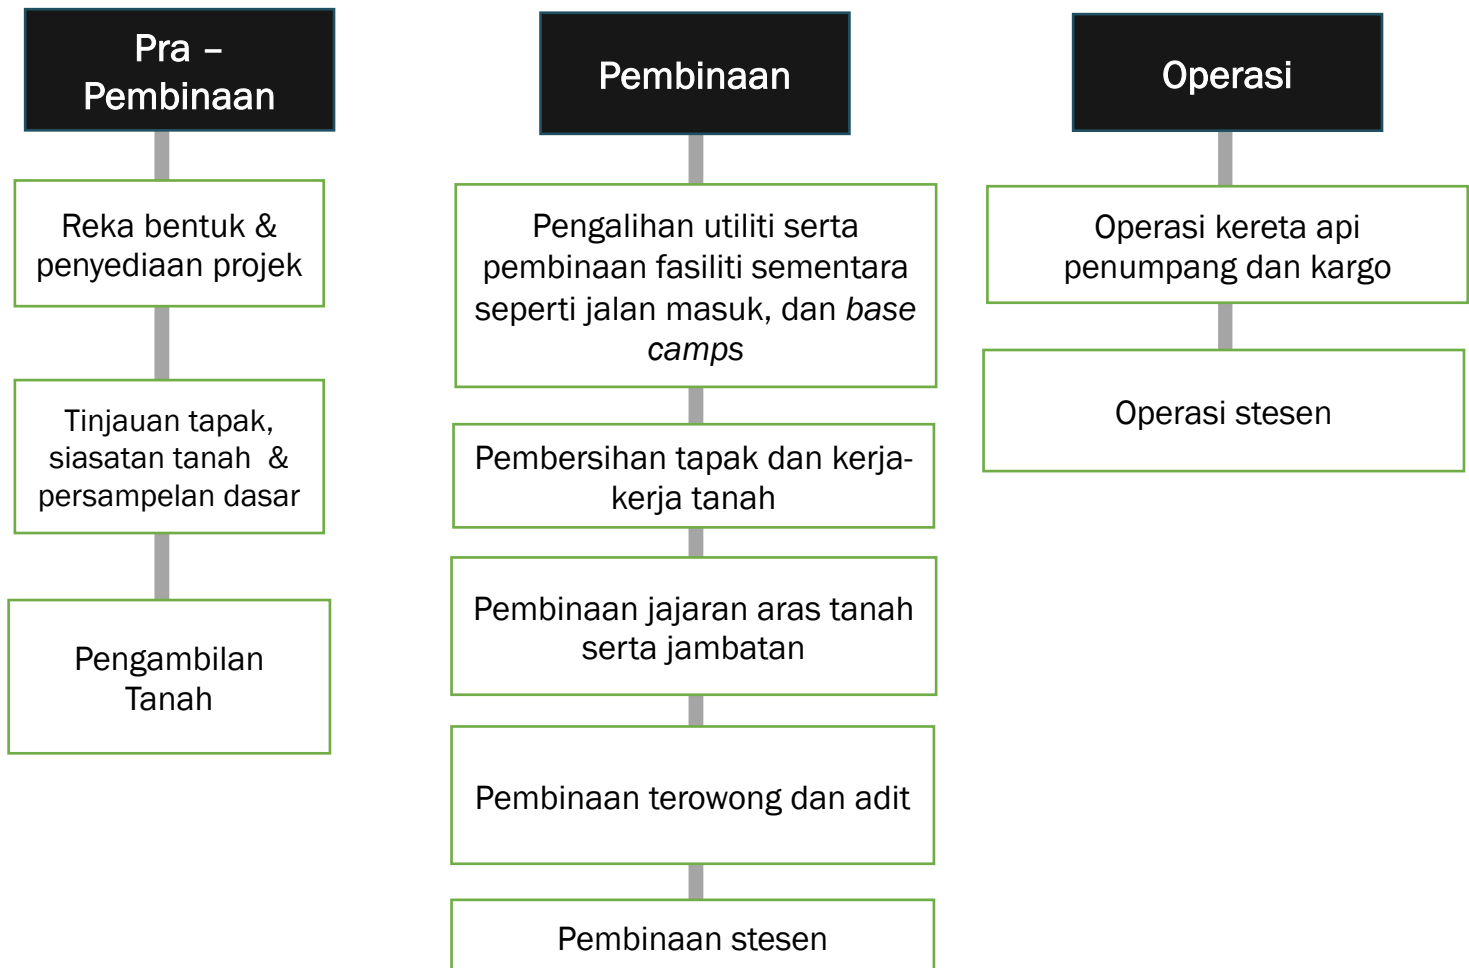 Pra –
Pembinaan
Reka bentuk &
penyediaan projek
Tinjauan tapak,
siasatan tanah  &
persampelan dasar
Pengambilan
Tanah
Pembinaan
Pengalihan utiliti serta
pembinaan fasiliti sementara
seperti jalan masuk, dan base
camps
Pembersihan tapak dan kerja-
kerja tanah
Pembinaan jajaran aras tanah
serta jambatan
Pembinaan terowong dan adit
Pembinaan stesen
Operasi
Operasi kereta api
penumpang dan kargo
Operasi stesen